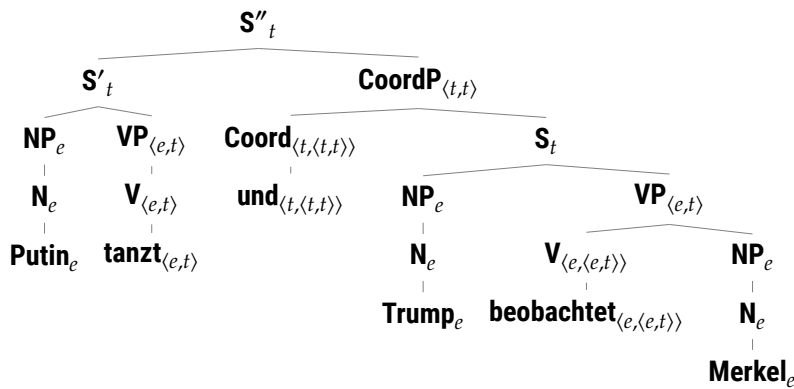 S″t
S′t CoordP⟨t,t⟩
NPe VP⟨e,t⟩ Coord⟨t,⟨t,t⟩⟩ St
Ne V⟨e,t⟩ und⟨t,⟨t,t⟩⟩ NPe VP⟨e,t⟩
Putine tanzt⟨e,t⟩ Ne V⟨e,⟨e,t⟩⟩ NPe
Trumpe beobachtet⟨e,⟨e,t⟩⟩ Ne
Merkele